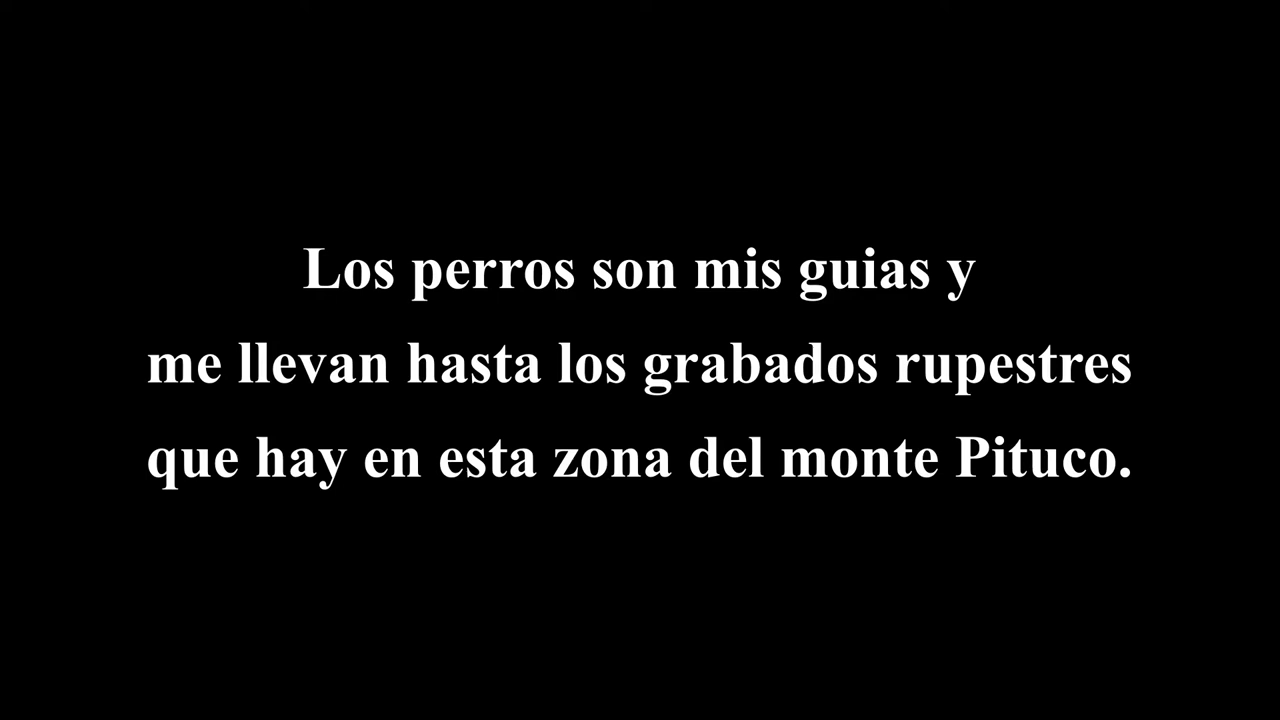 Los perros son mis guias y
me llevan hasta los grabados rupestres
que hay en esta zona del monte Pituco.